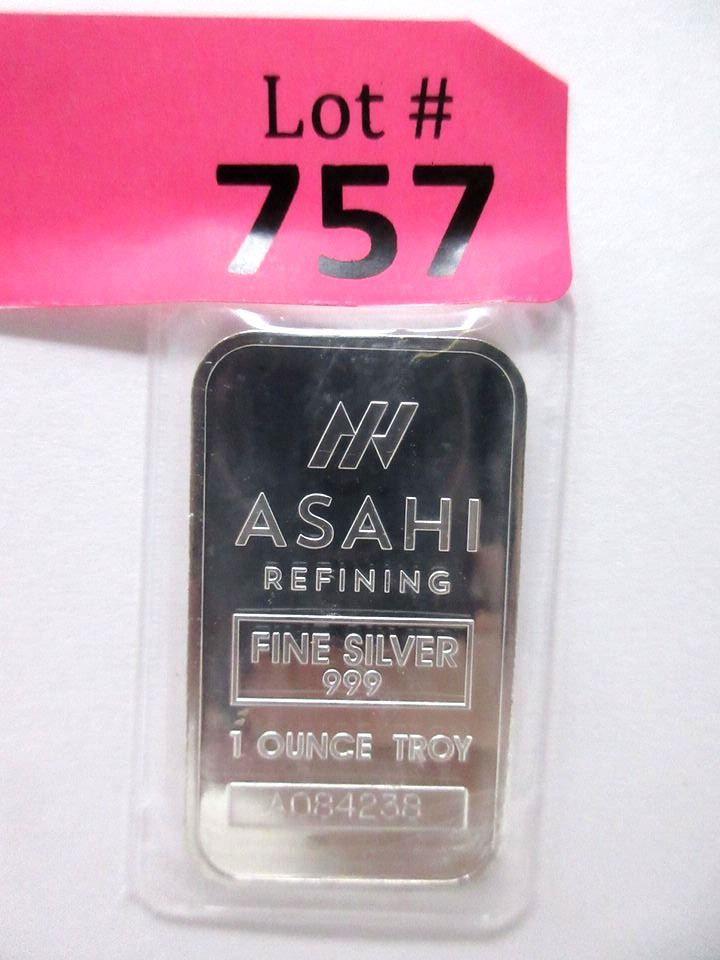 Lot #
757
ASAHI
REFINING
FINE SILVER
999
1 OUNCE TROY
A084238